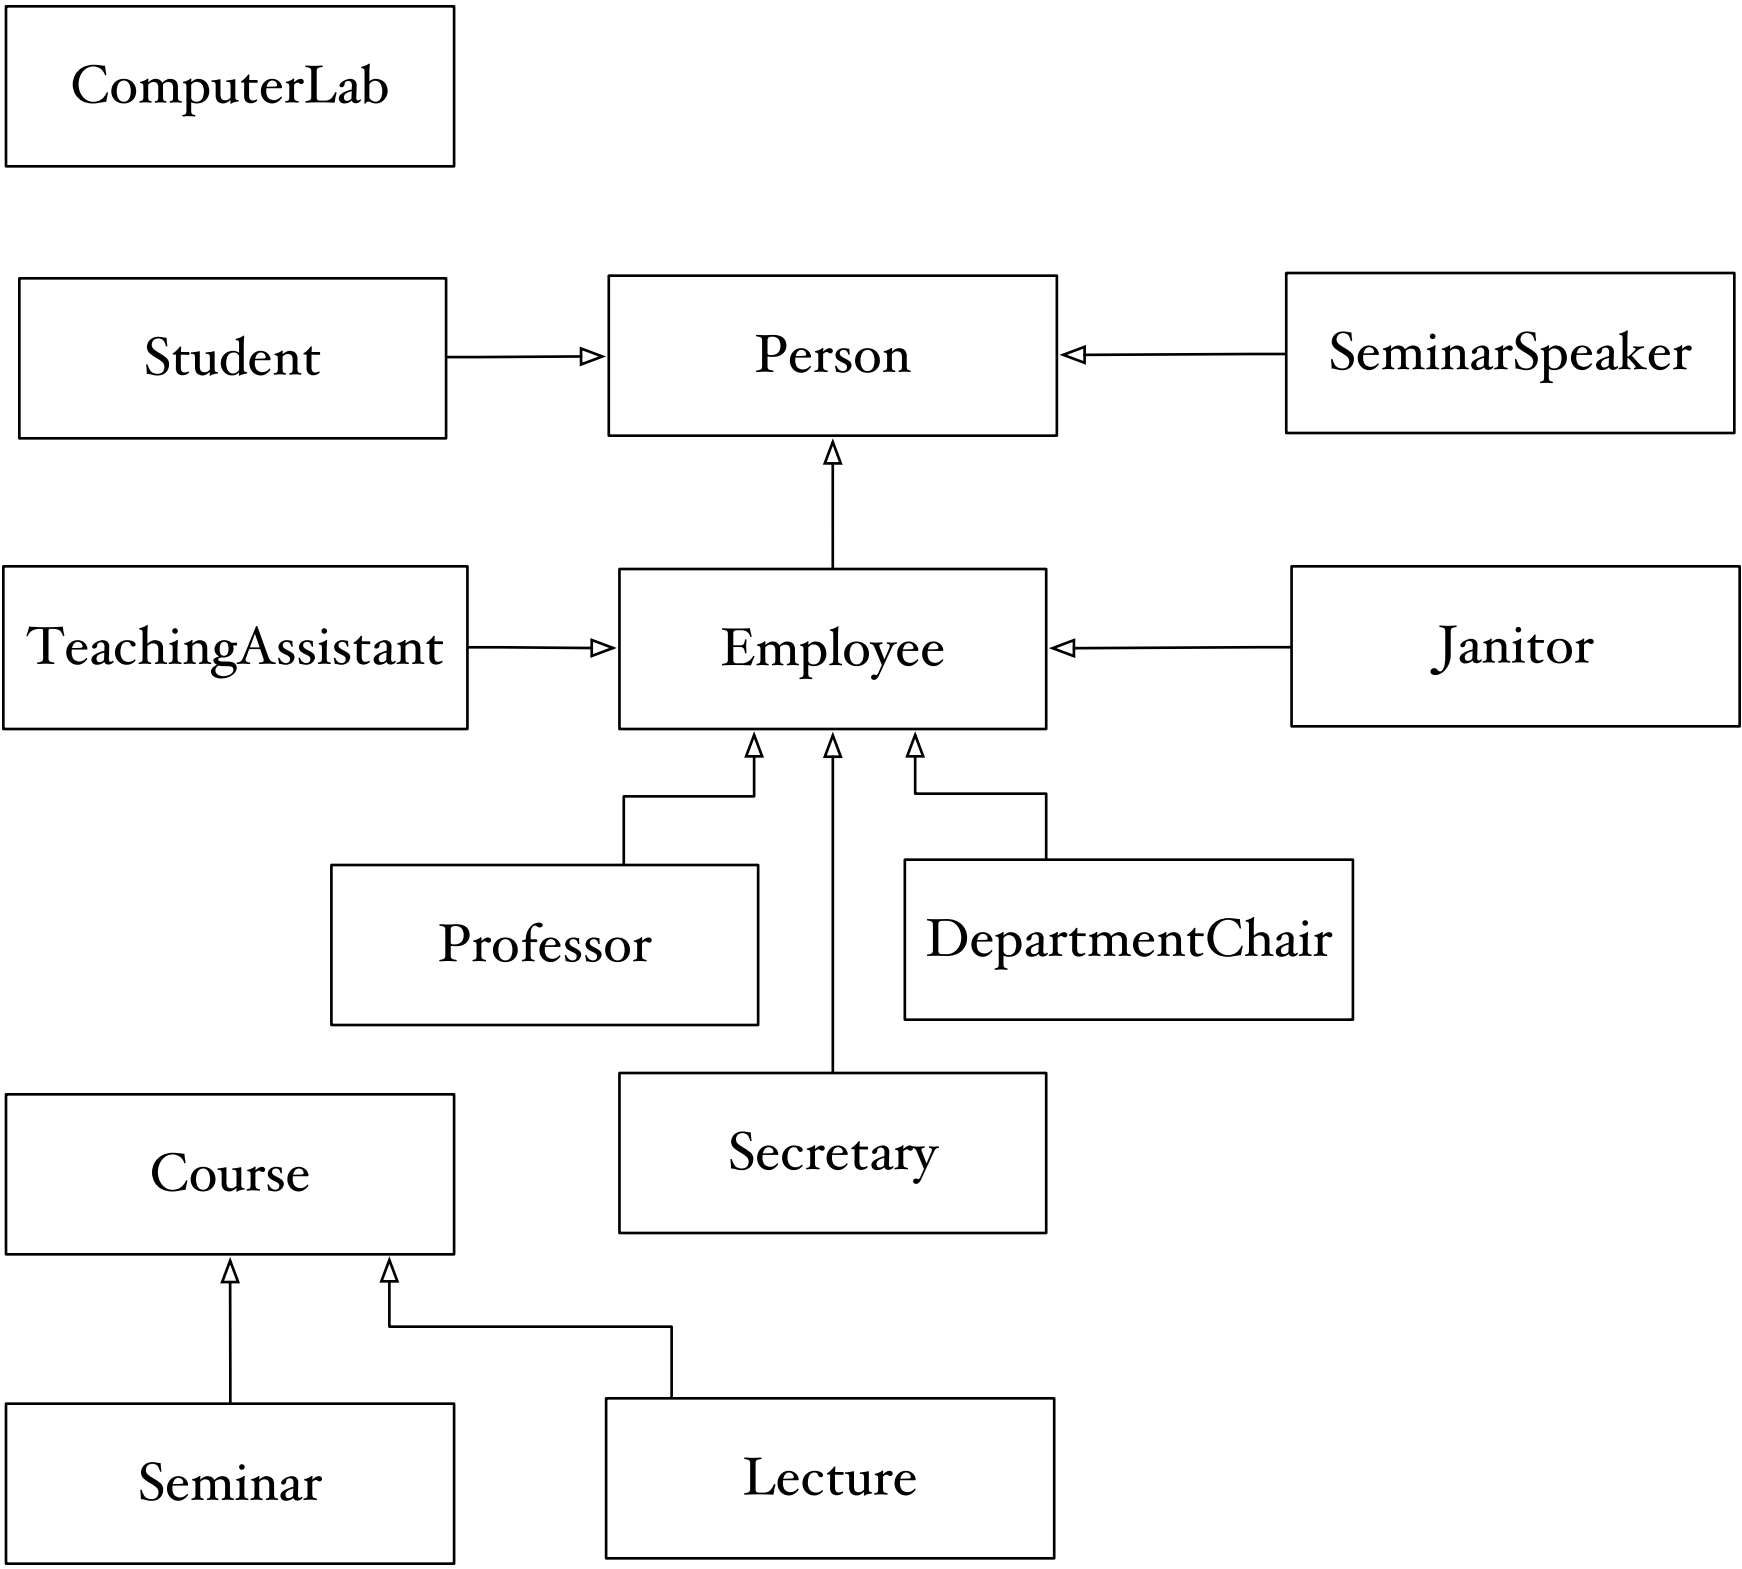 ComputerLab
Student
Person
SeminarSpeaker
TeachingAssistant
Employee
Janitor
Professor
DepartmentChair
Secretary
Course
Seminar
Lecture